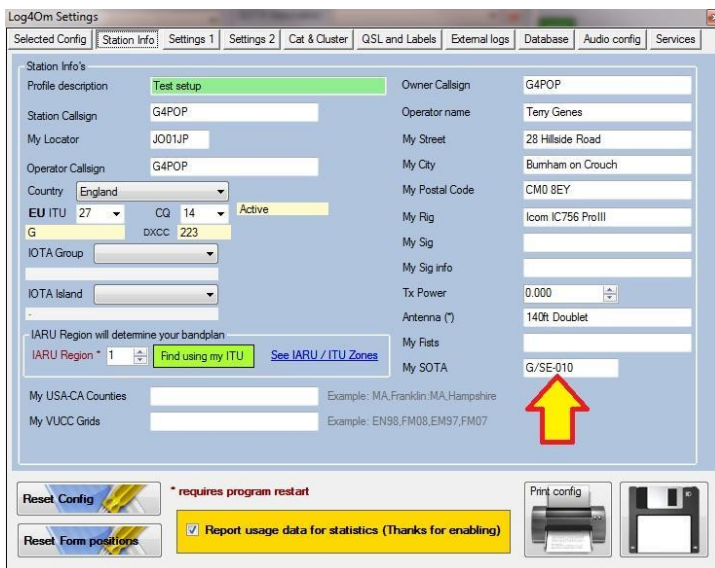 Log4Om Settings
Selected Config Station Info Settings 1 Settings 2 Cat & Cluster QSL and Labels External logs Database Audio config Services
Station Info's
Profile description Test setup
Station Callsign G4POP
My Locator JO01JP
Operator Callsign G4POP
Country England
EU ITU 27 CQ 14 Active
G DXCC 223
IOTA Group
IOTA Island
-
IARU Region will determine your bandplan
IARU Region * 1 Find using my ITU See IARU / ITU Zones
My USA-CA Counties Example: MA,Franklin:MA,Hampshire
My VUCC Grids Example: EN98,FM08,EM97,FM07
Owner Callsign G4POP
Operator name Terry Genes
My Street 28 Hillside Road
My City Burnham on Crouch
My Postal Code CM0 8EY
My Rig Icom IC756 ProIII
My Sig
My Sig info
Tx Power 0.000
Antenna (*) 140ft Doublet
My Fists
My SOTA G/SE-010
Reset Config
Reset Form positions
* requires program restart
Report usage data for statistics (Thanks for enabling)
Print config